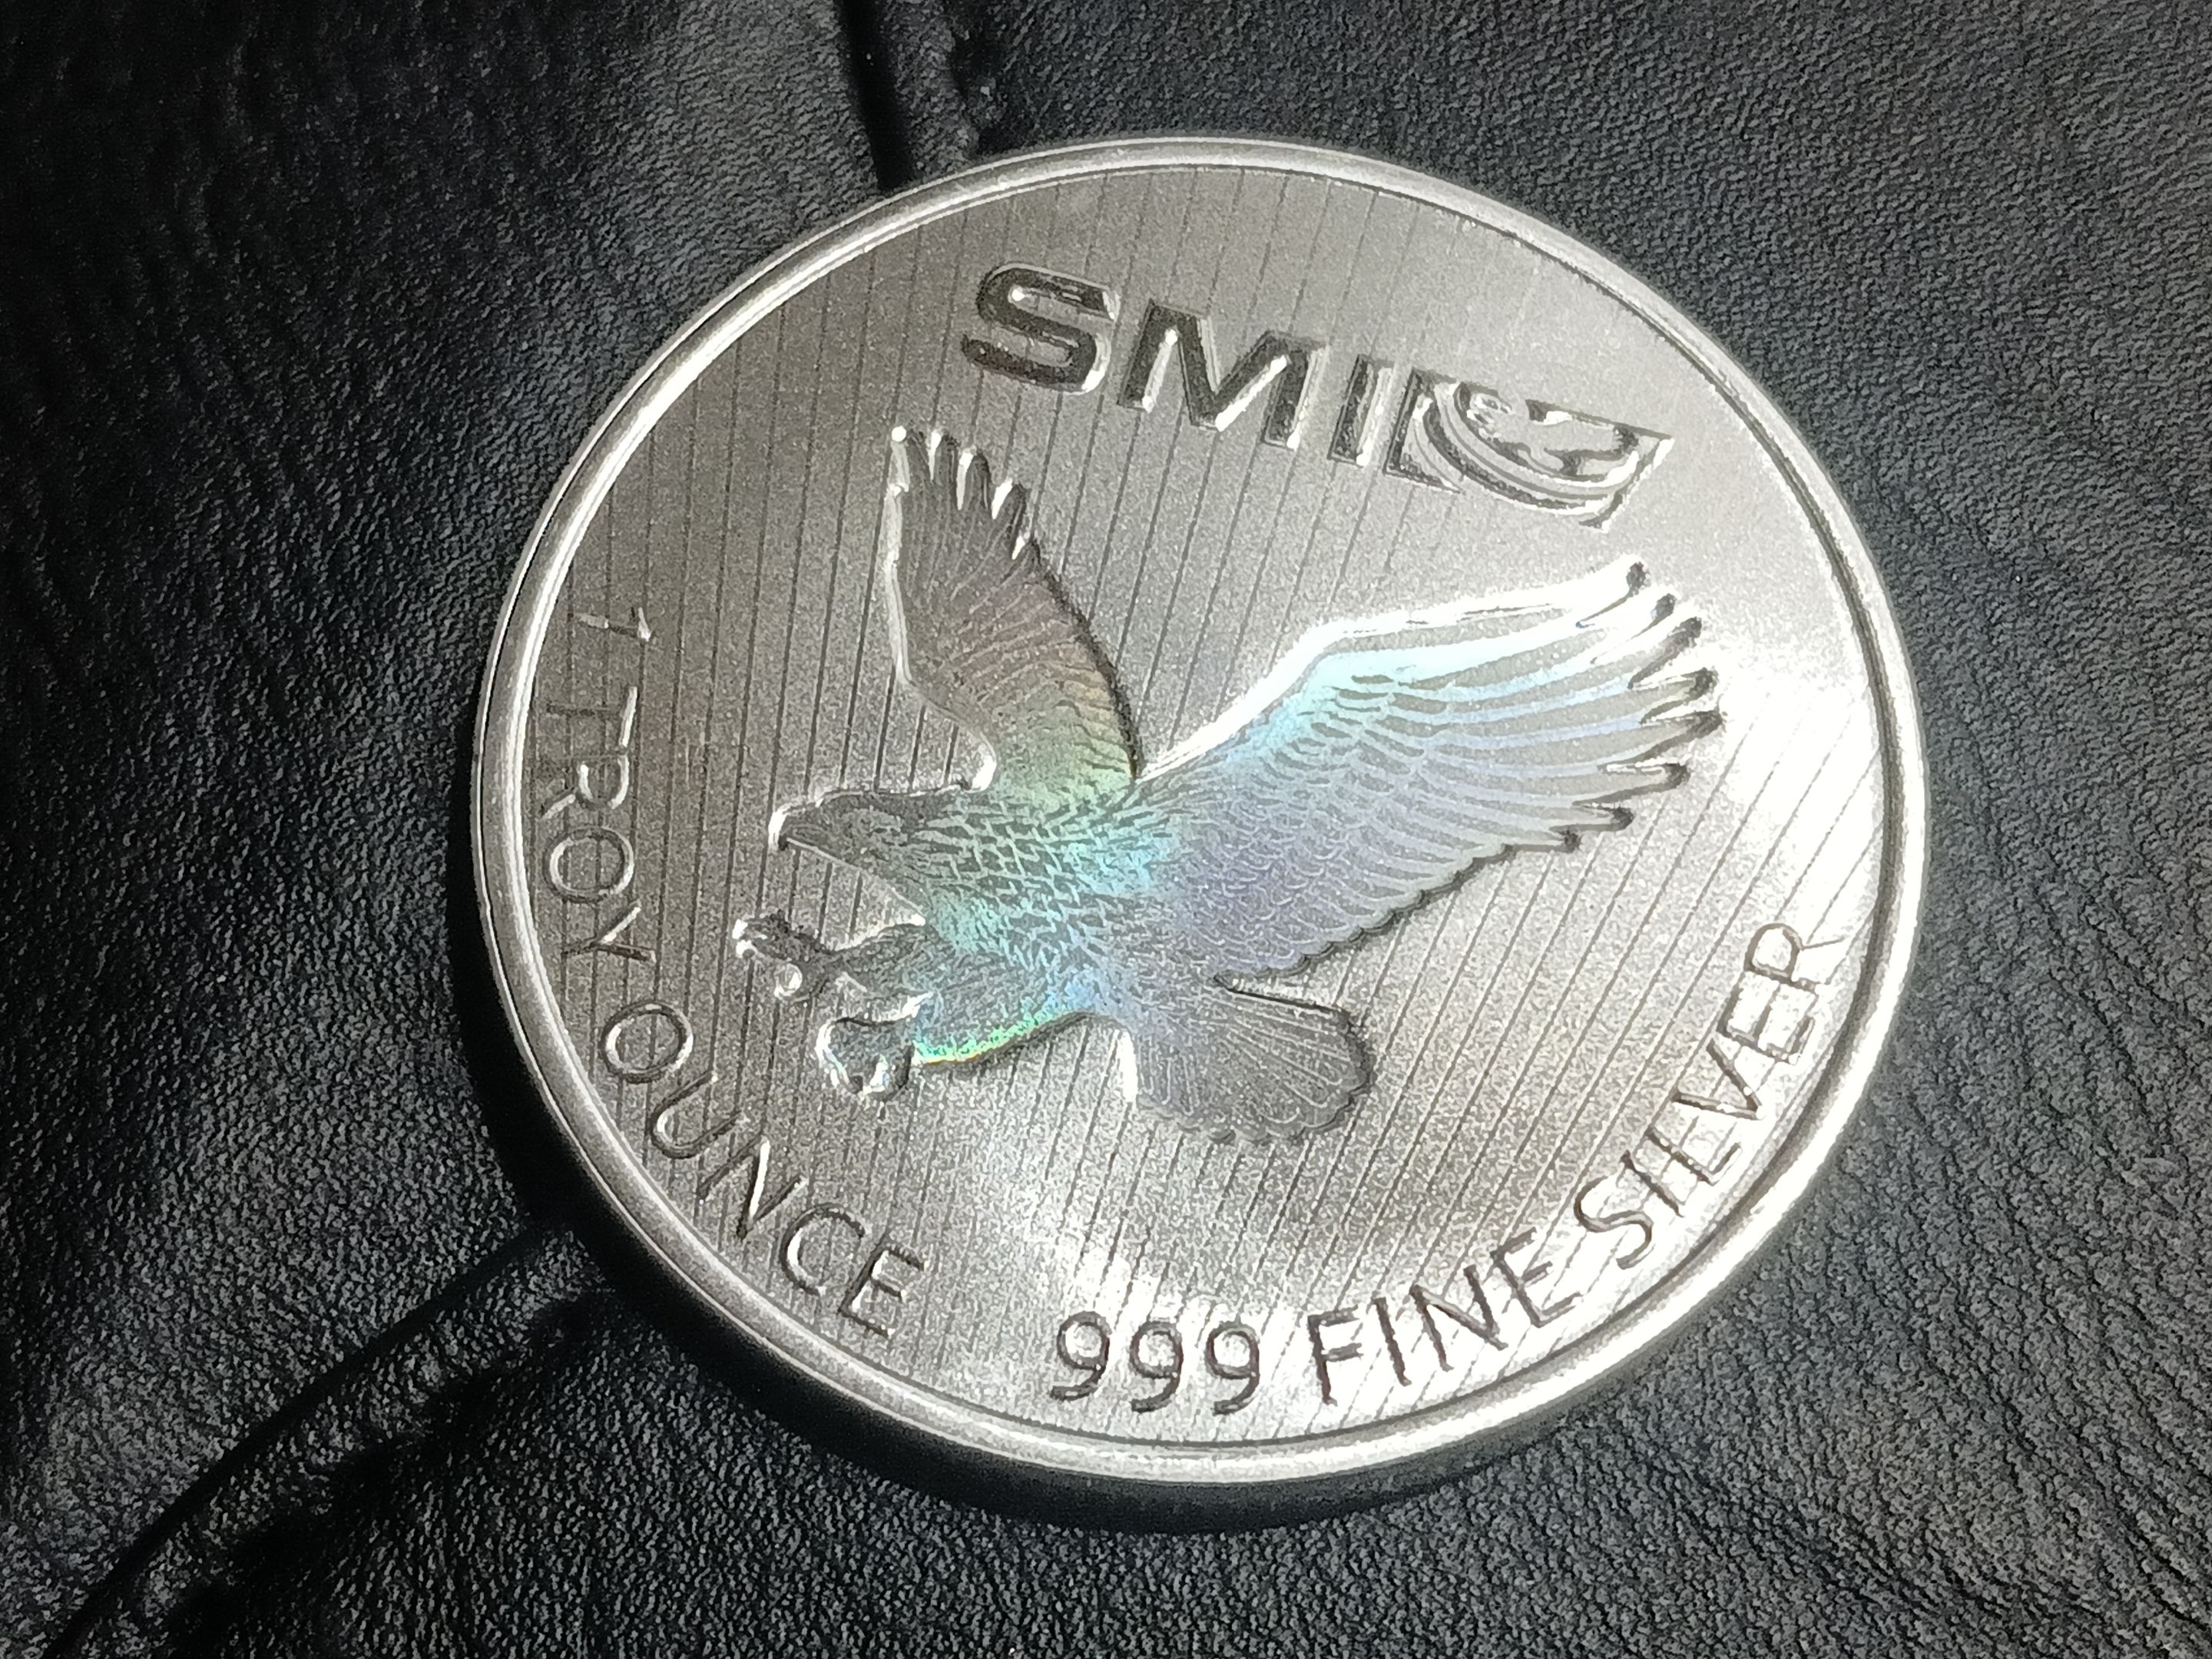 SMI
1 TROY OUNCE
999 FINE SILVER